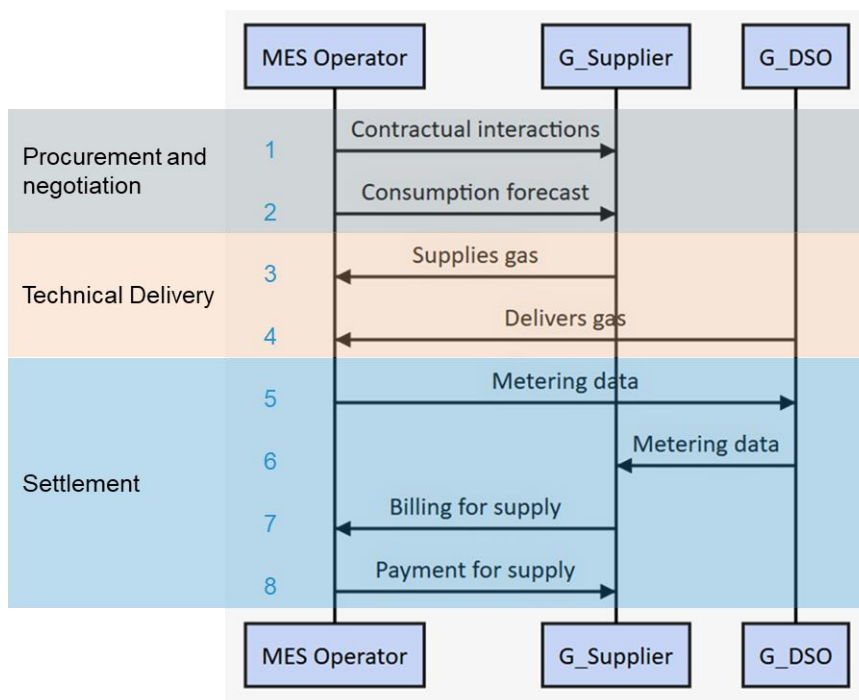 MES Operator G_Supplier G_DSO
Procurement and
negotiation
1 Contractual interactions
2 Consumption forecast
Technical Delivery
3 Supplies gas
4 Delivers gas
Settlement
5 Metering data
6 Metering data
7 Billing for supply
8 Payment for supply
MES Operator G_Supplier G_DSO